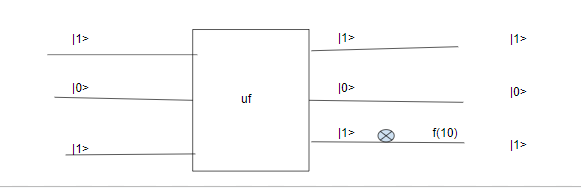 |1> |1> |1>
|0> |0> |0>
uf
|1> |1> f(10) |1>